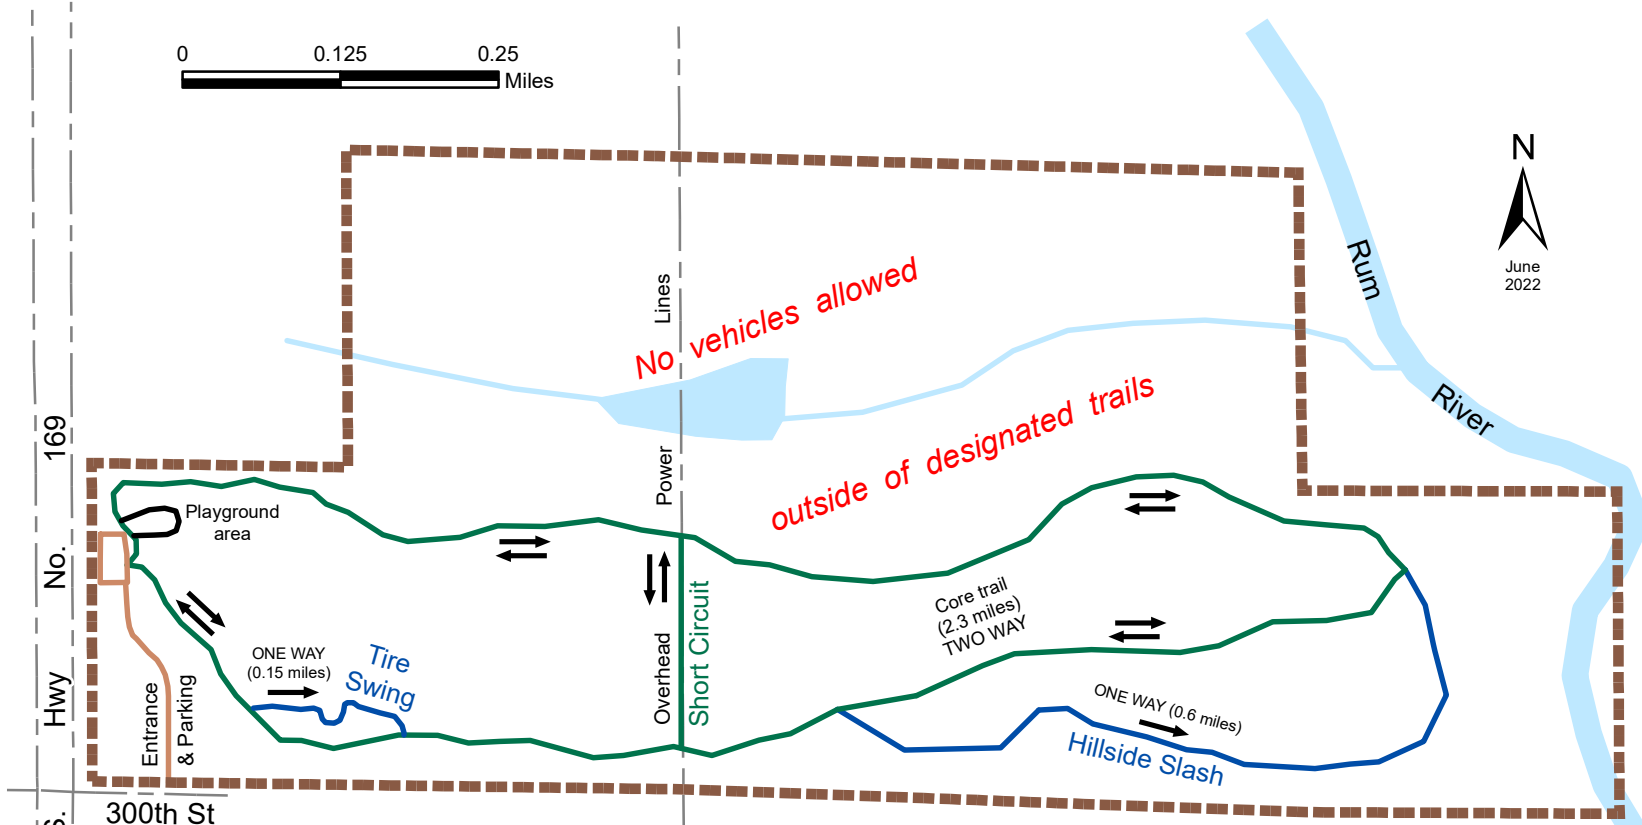 0 0.125 0.25
Miles
N
June
2022
Rum
River
Lines
Power
Overhead
No vehicles allowed
outside of designated trails
169
No.
Hwy
Playground
area
Short Circuit
Core trail
(2.3 miles)
TWO WAY
ONE WAY
(0.15 miles)
Tire
Swing
Entrance
& Parking
ONE WAY (0.6 miles)
Hillside Slash
300th St